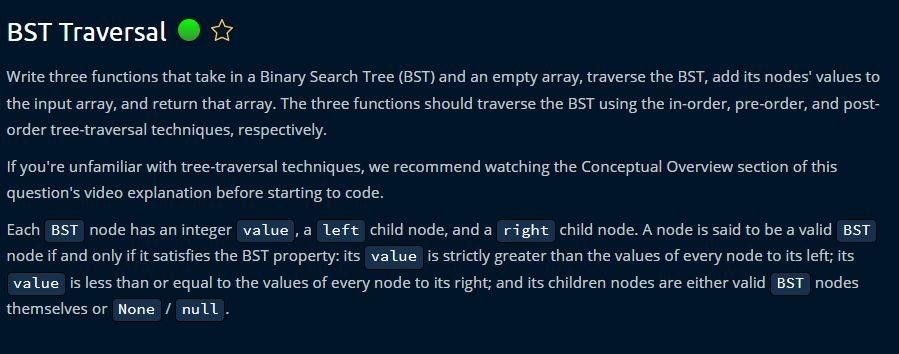 BST Traversal
Write three functions that take in a Binary Search Tree (BST) and an empty array, traverse the BST, add its nodes' values to
the input array, and return that array. The three functions should traverse the BST using the in-order, pre-order, and post-
order tree-traversal techniques, respectively.
If you're unfamiliar with tree-traversal techniques, we recommend watching the Conceptual Overview section of this
question's video explanation before starting to code.
Each BST node has an integer value, a left child node, and a right child node. A node is said to be a valid BST
node if and only if it satisfies the BST property: its value is strictly greater than the values of every node to its left; its
value is less than or equal to the values of every node to its right; and its children nodes are either valid BST nodes
themselves or None / null.